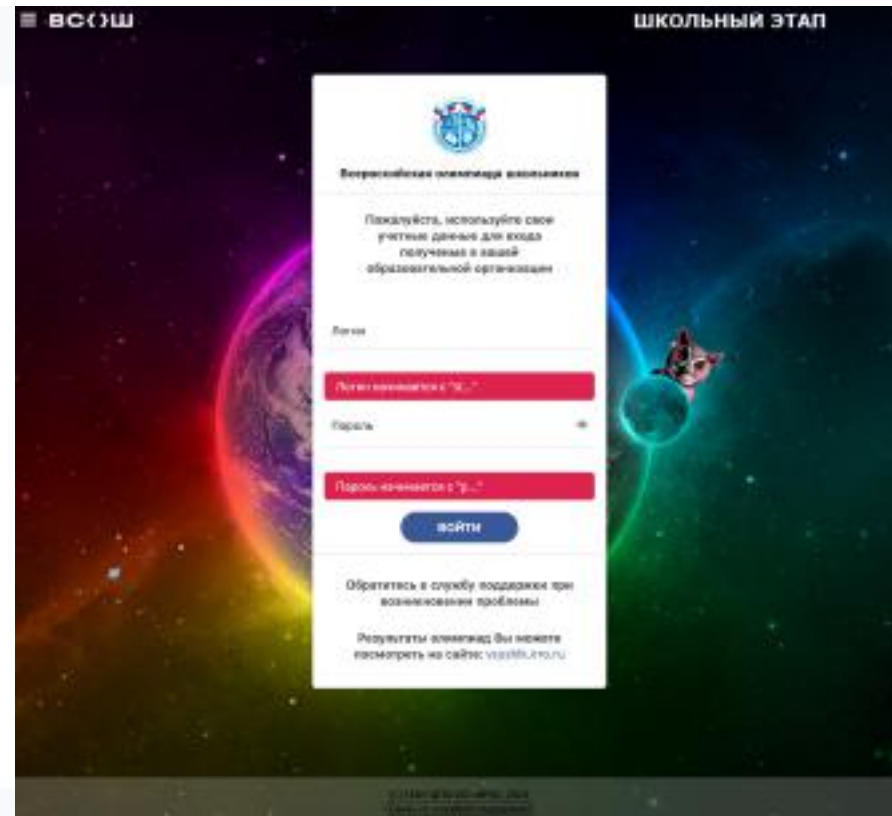 ВС()Ш
ШКОЛЬНЫЙ ЭТАП
Всероссийская олимпиада школьников
Пожалуйста, используйте свои
учетные данные для входа
полученные в вашей
образовательной организации
Логин
Логин начинается с
Пароль
Пароль начинается с "p..."
ВОЙТИ
Обратитесь в службу поддержки при
возникновении проблемы
Результаты олимпиад Вы можете
посмотреть на сайте: